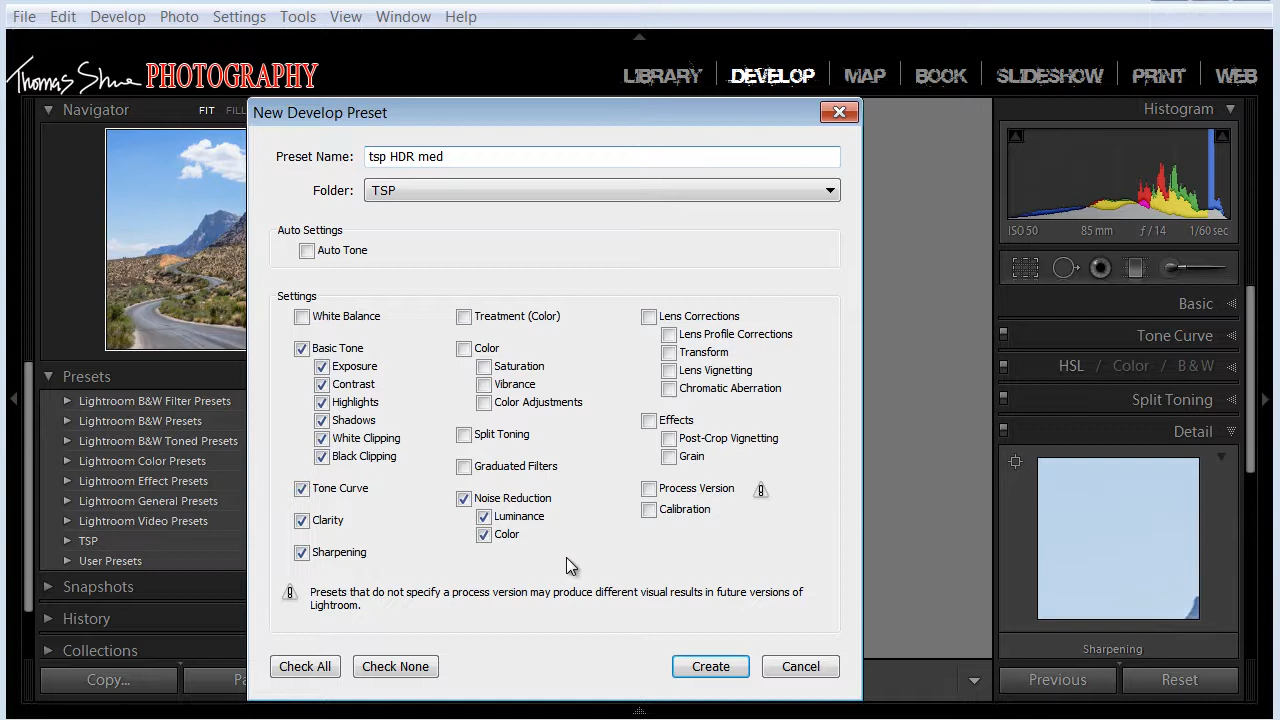 File Edit Develop Photo Settings Tools View Window Help
Thomas Shue PHOTOGRAPHY
LIBRARY DEVELOP MAP BOOK SLIDESHOW PRINT WEB
Navigator FIT FILL
Presets
Lightroom B&W Filter Presets
Lightroom B&W Presets
Lightroom B&W Toned Presets
Lightroom Color Presets
Lightroom Effect Presets
Lightroom General Presets
Lightroom Video Presets
TSP
User Presets
Snapshots
History
Collections
Copy...
New Develop Preset
Preset Name: tsp HDR med
Folder: TSP
Auto Settings
Auto Tone
Settings
White Balance
Basic Tone
Exposure
Contrast
Highlights
Shadows
White Clipping
Black Clipping
Tone Curve
Clarity
Sharpening
Treatment (Color)
Color
Saturation
Vibrance
Color Adjustments
Split Toning
Graduated Filters
Noise Reduction
Luminance
Color
Lens Corrections
Lens Profile Corrections
Transform
Lens Vignetting
Chromatic Aberration
Effects
Post-Crop Vignetting
Grain
Process Version
Calibration
Presets that do not specify a process version may produce different visual results in future versions of
Lightroom.
Check All Check None Create Cancel
Histogram
ISO 50 85 mm ƒ / 14 1/60 sec
Basic
Tone Curve
HSL / Color / B & W
Split Toning
Detail
Sharpening
Previous Reset